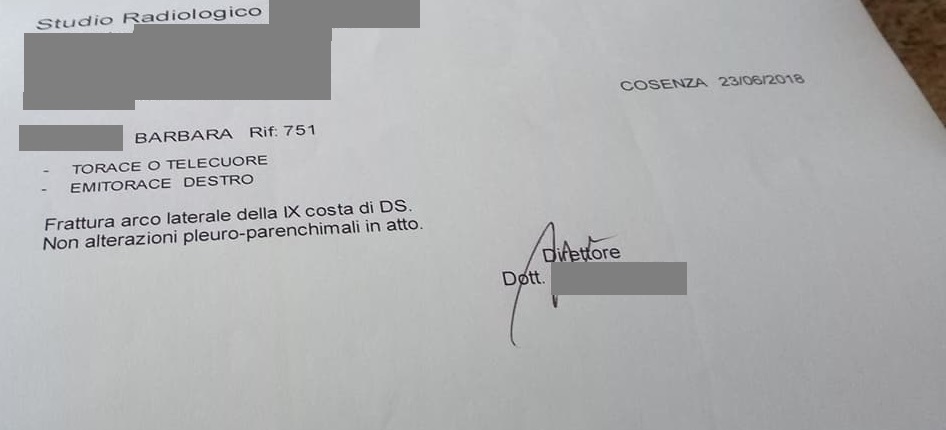 Studio Radiologico
COSENZA 23/06/2018
BARBARA Rif: 751
- TORACE O TELECUORE
- EMITORACE DESTRO
Frattura arco laterale della IX costa di DS.
Non alterazioni pleuro-parenchimali in atto.
Direttore
Dott.